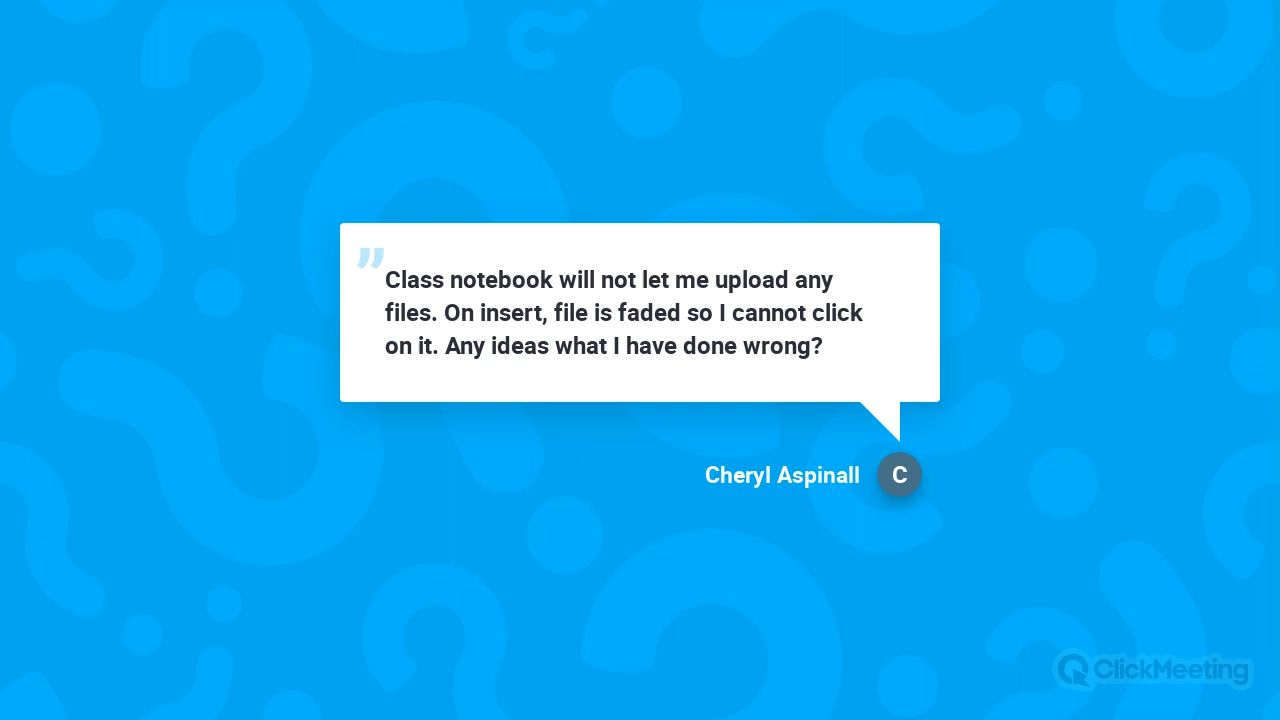 ”
Class notebook will not let me upload any
files. On insert, file is faded so I cannot click
on it. Any ideas what I have done wrong?
Cheryl Aspinall C
ClickMeeting